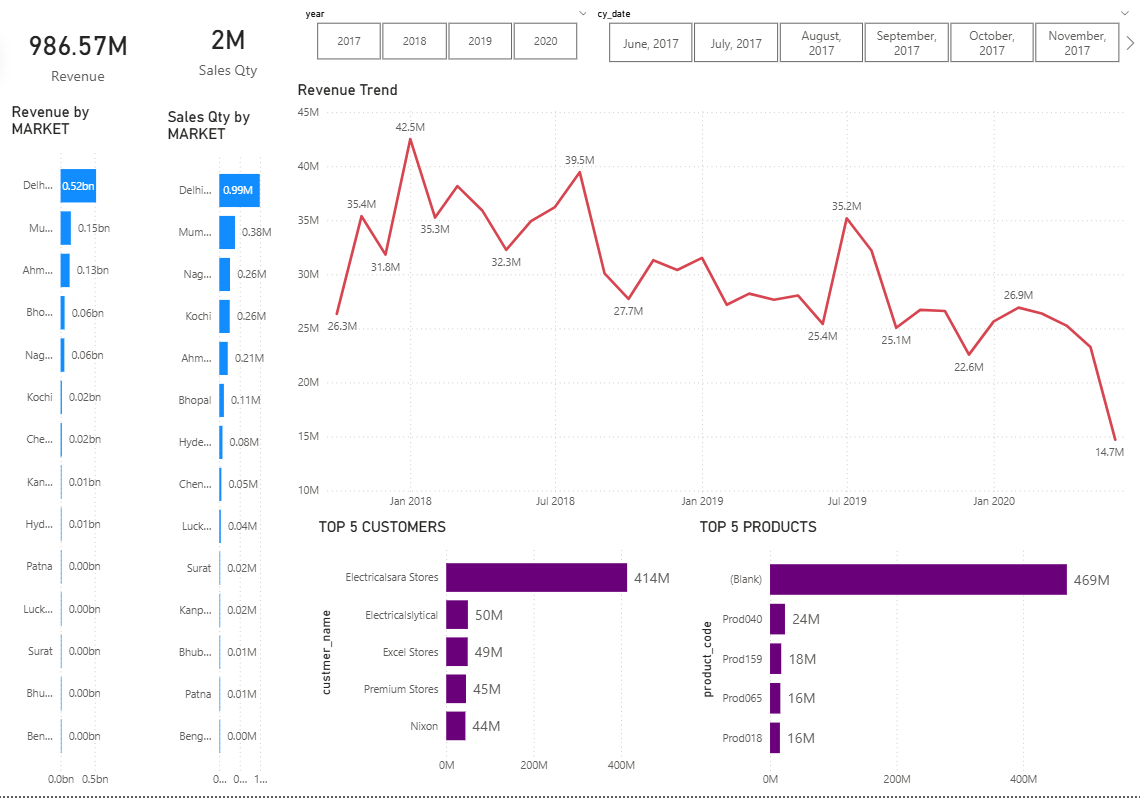 986.57M
Revenue
2M
Sales Qty
year
2017
2018
2019
2020
cy_date
June, 2017
July, 2017
August,
2017
September,
2017
October,
2017
November,
2017
Revenue by
MARKET
Delh... 0.52bn
Mu... 0.15bn
Ahm... 0.13bn
Bho... 0.06bn
Nag... 0.06bn
Kochi 0.02bn
Che... 0.02bn
Kan... 0.01bn
Hyd... 0.01bn
Patna 0.00bn
Luck... 0.00bn
Surat 0.00bn
Bhu... 0.00bn
Ben... 0.00bn
0.0bn 0.5bn
Sales Qty by
MARKET
Delhi... 0.99M
Mum... 0.38M
Nag... 0.26M
Kochi 0.26M
Ahm... 0.21M
Bhopal 0.11M
Hyde... 0.08M
Chen... 0.05M
Luck... 0.04M
Surat 0.02M
Kanp... 0.02M
Bhub... 0.01M
Patna 0.01M
Beng... 0.00M
0... 0... 1...
Revenue Trend
45M
40M
35M
30M
25M
20M
15M
10M
26.3M
35.4M
31.8M
42.5M
35.3M
32.3M
39.5M
27.7M
25.4M
35.2M
25.1M
22.6M
26.9M
14.7M
Jan 2018 Jul 2018 Jan 2019 Jul 2019 Jan 2020
TOP 5 CUSTOMERS
custmer_name
Electricalsara Stores 414M
Electricalslytical 50M
Excel Stores 49M
Premium Stores 45M
Nixon 44M
0M 200M 400M
TOP 5 PRODUCTS
product_code
(Blank) 469M
Prod040 24M
Prod159 18M
Prod065 16M
Prod018 16M
0M 200M 400M